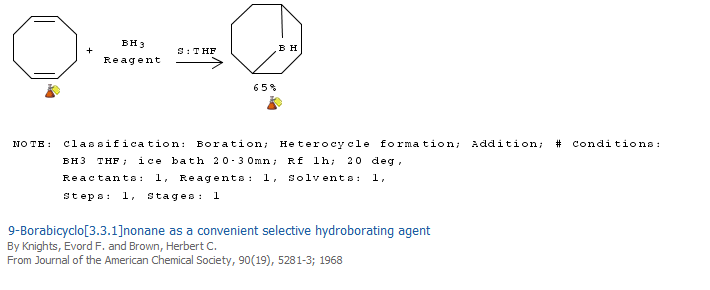 + BH3 Reagent S:THF BH
65%
NOTE: Classification: Boration; Heterocycle formation; Addition; # Conditions:
BH3 THF; ice bath 20-30mn; Rf 1h; 20 deg,
Reactants: 1, Reagents: 1, Solvents: 1,
Steps: 1, Stages: 1
9-Borabicyclo[3.3.1]nonane as a convenient selective hydroborating agent
By Knights, Evord F. and Brown, Herbert C.
From Journal of the American Chemical Society, 90(19), 5281-3; 1968